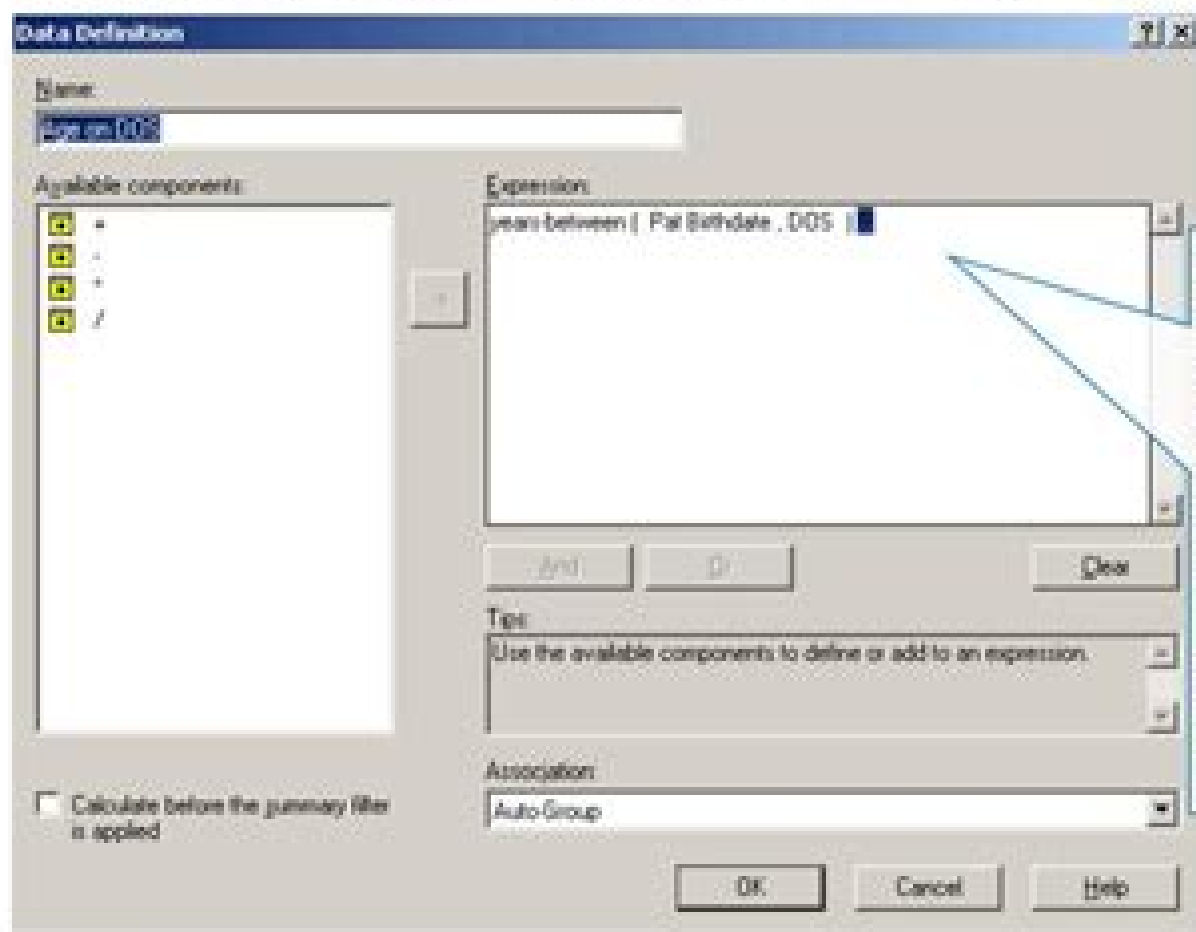 Data Definition
? X
Name:
Age on DOS
Available components:
+
-
*
/
Expression:
years-between ( Pat Birthdate , DOS )
And
Or
Clear
Tips:
Use the available components to define or add to an expression.
Calculate before the summary filter
is applied
Association:
Auto-Group
OK
Cancel
Help